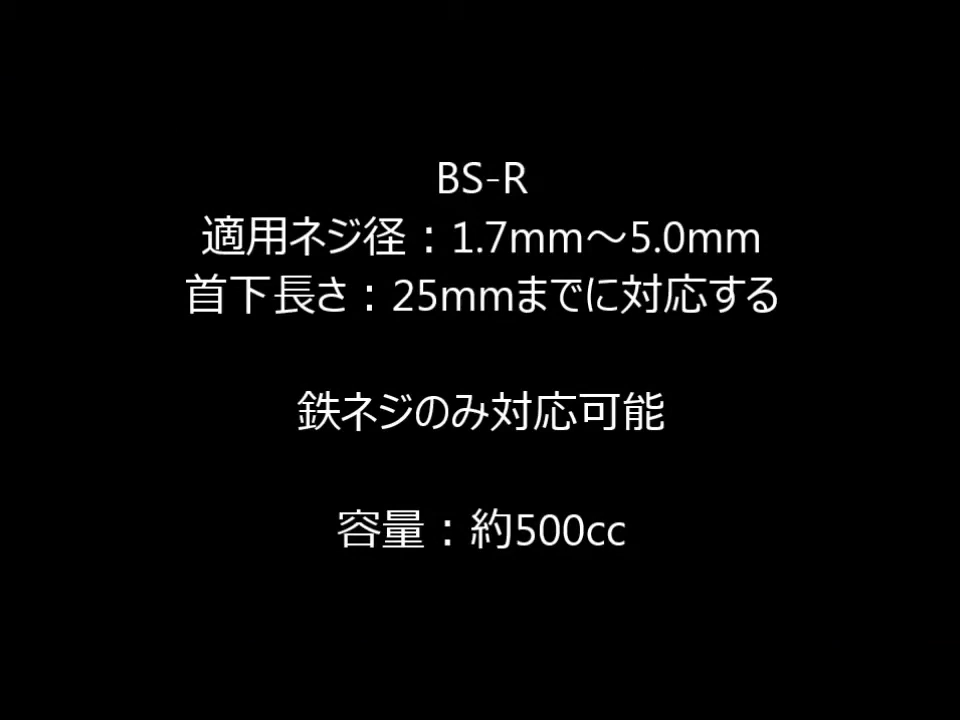 BS-R
適用ネジ径：1.7mm～5.0mm
首下長さ：25mmまでに対応する
鉄ネジのみ対応可能
容量：約500cc